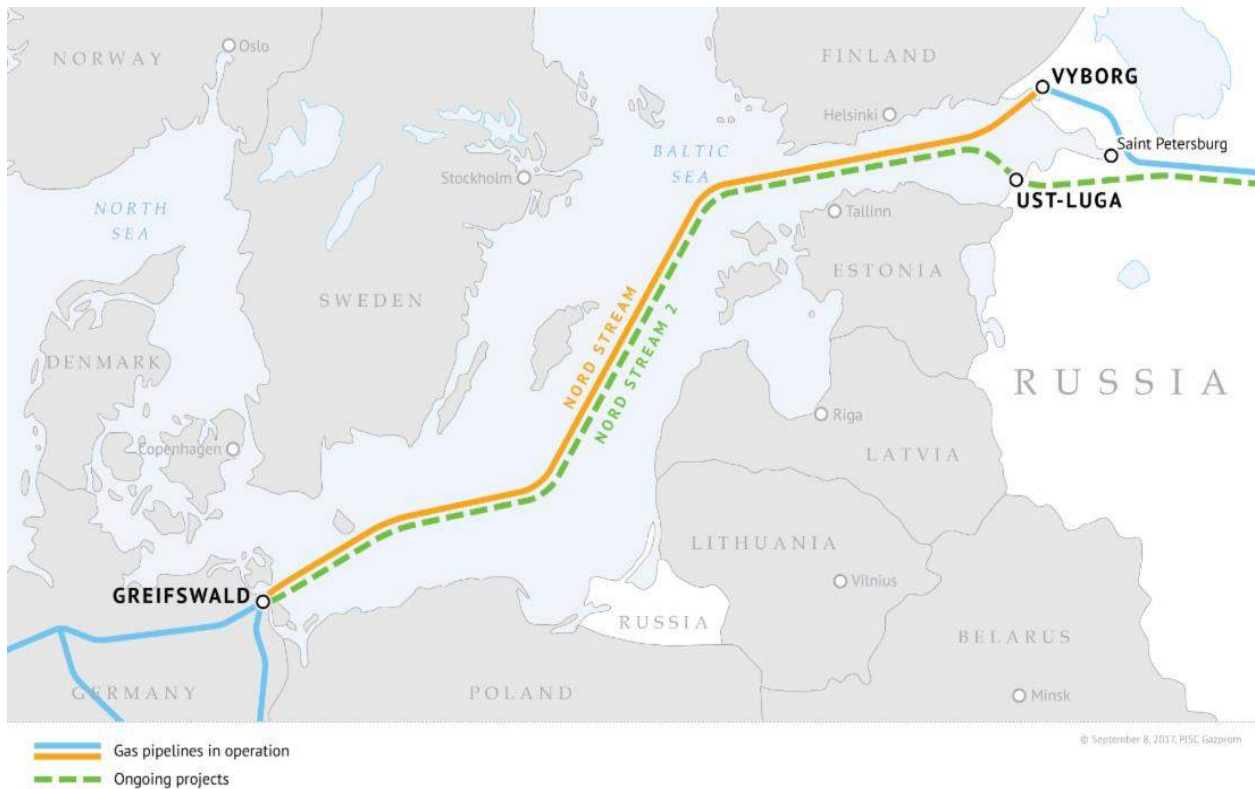 NORWAY
Oslo
FINLAND
VYBORG
Helsinki
Saint Petersburg
BALTIC
SEA
Stockholm
UST-LUGA
NORTH
SEA
Tallinn
ESTONIA
SWEDEN
NORD STREAM
NORD STREAM 2
DENMARK
RUSSIA
Riga
Copenhagen
LATVIA
LITHUANIA
Vilnius
GREIFSWALD
RUSSIA
BELARUS
GERMANY
POLAND
Minsk
Gas pipelines in operation
© September 8, 2017, PJSC Gazprom
Ongoing projects